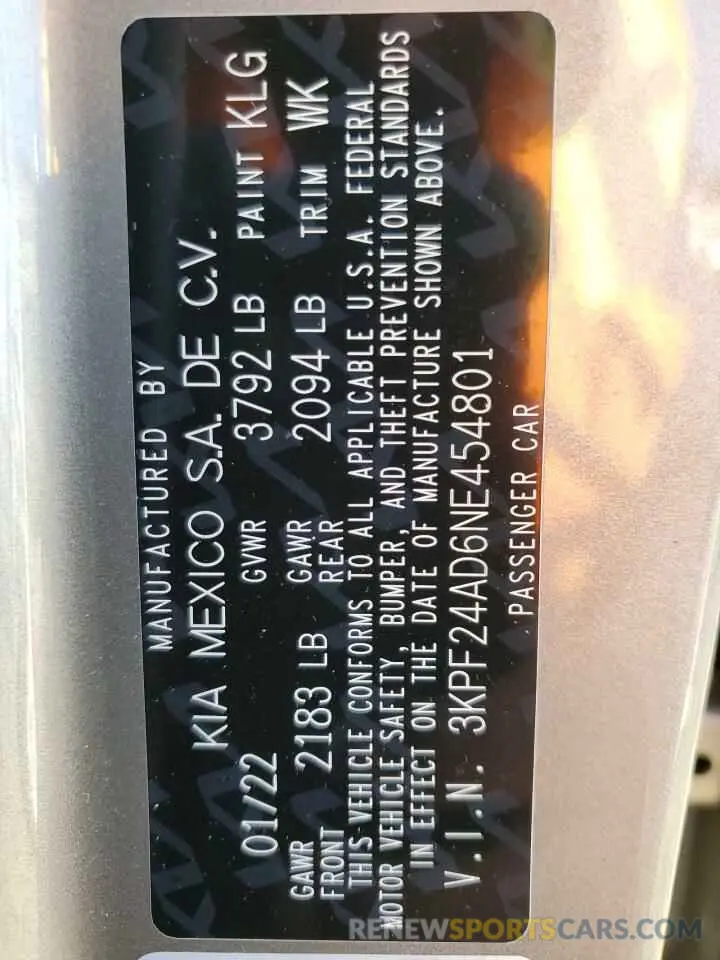 MANUFACTURED BY
KIA MEXICO S.A. DE C.V.
01/22 GVWR 3792 LB PAINT KLG
GAWR FRONT 2183 LB GAWR REAR 2094 LB TRIM WK
THIS VEHICLE CONFORMS TO ALL APPLICABLE U.S.A. FEDERAL
MOTOR VEHICLE SAFETY, BUMPER, AND THEFT PREVENTION STANDARDS
IN EFFECT ON THE DATE OF MANUFACTURE SHOWN ABOVE.
V.I.N. 3KPF24AD6NE454801
PASSENGER CAR
RENEWSPORTSCARS.COM